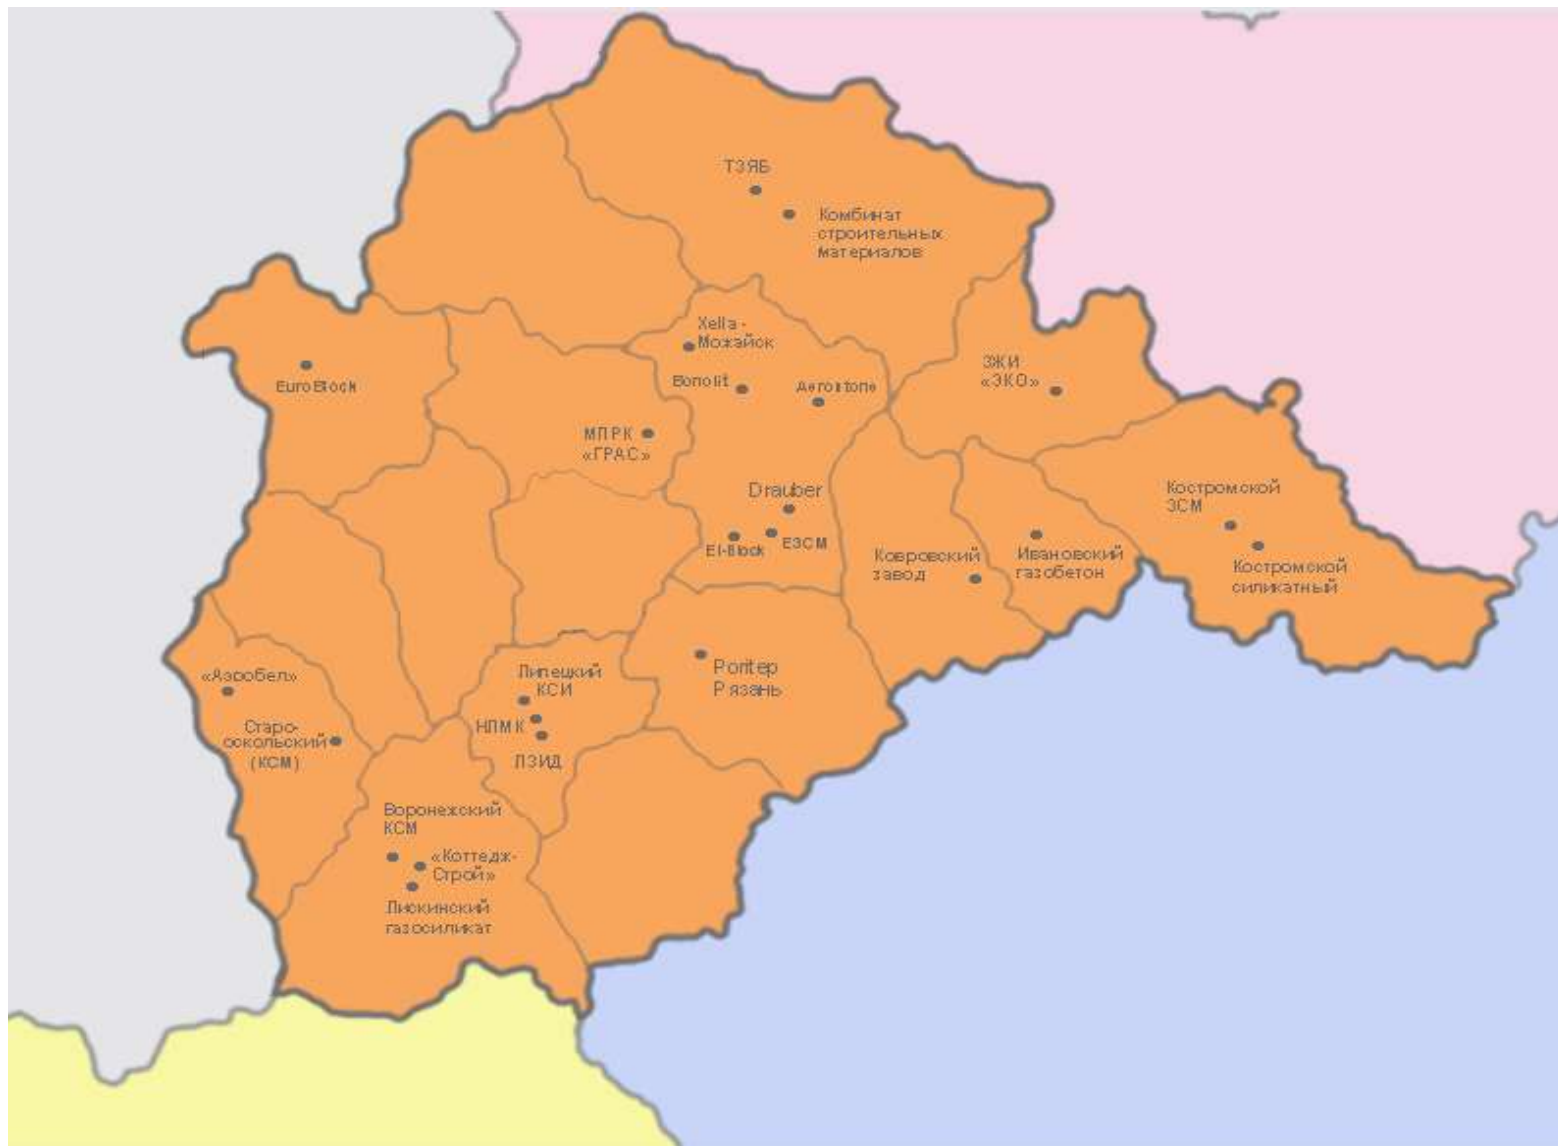 ТЗЯБ
Комбинат
строительных
материалов
Xella -
Можайск
ЗЖИ
«ЭКО»
EuroBlock
Bonolit
Aerostone
МПРК
«ГРАС»
Drauber
Костромской
ЗСМ
El-Block
ЕЗСМ
Ковровский
завод
Ивановский
газобетон
Костромской
силикатный
«Аэробел»
Липецкий
КСИ
Poritep
Рязань
Старо-
оскольский
(КСМ)
НЛМК
ЛЗИД
Воронежский
КСМ
«Коттедж-
Строй»
Лискинский
газосиликат